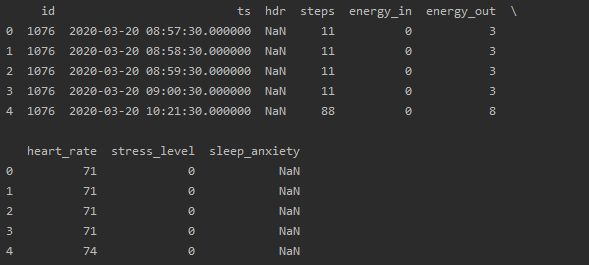 id ts hdr steps energy_in energy_out \
0 1076 2020-03-20 08:57:30.000000 NaN 11 0 3
1 1076 2020-03-20 08:58:30.000000 NaN 11 0 3
2 1076 2020-03-20 08:59:30.000000 NaN 11 0 3
3 1076 2020-03-20 09:00:30.000000 NaN 11 0 3
4 1076 2020-03-20 10:21:30.000000 NaN 88 0 8
heart_rate stress_level sleep_anxiety
0 71 0 NaN
1 71 0 NaN
2 71 0 NaN
3 71 0 NaN
4 74 0 NaN